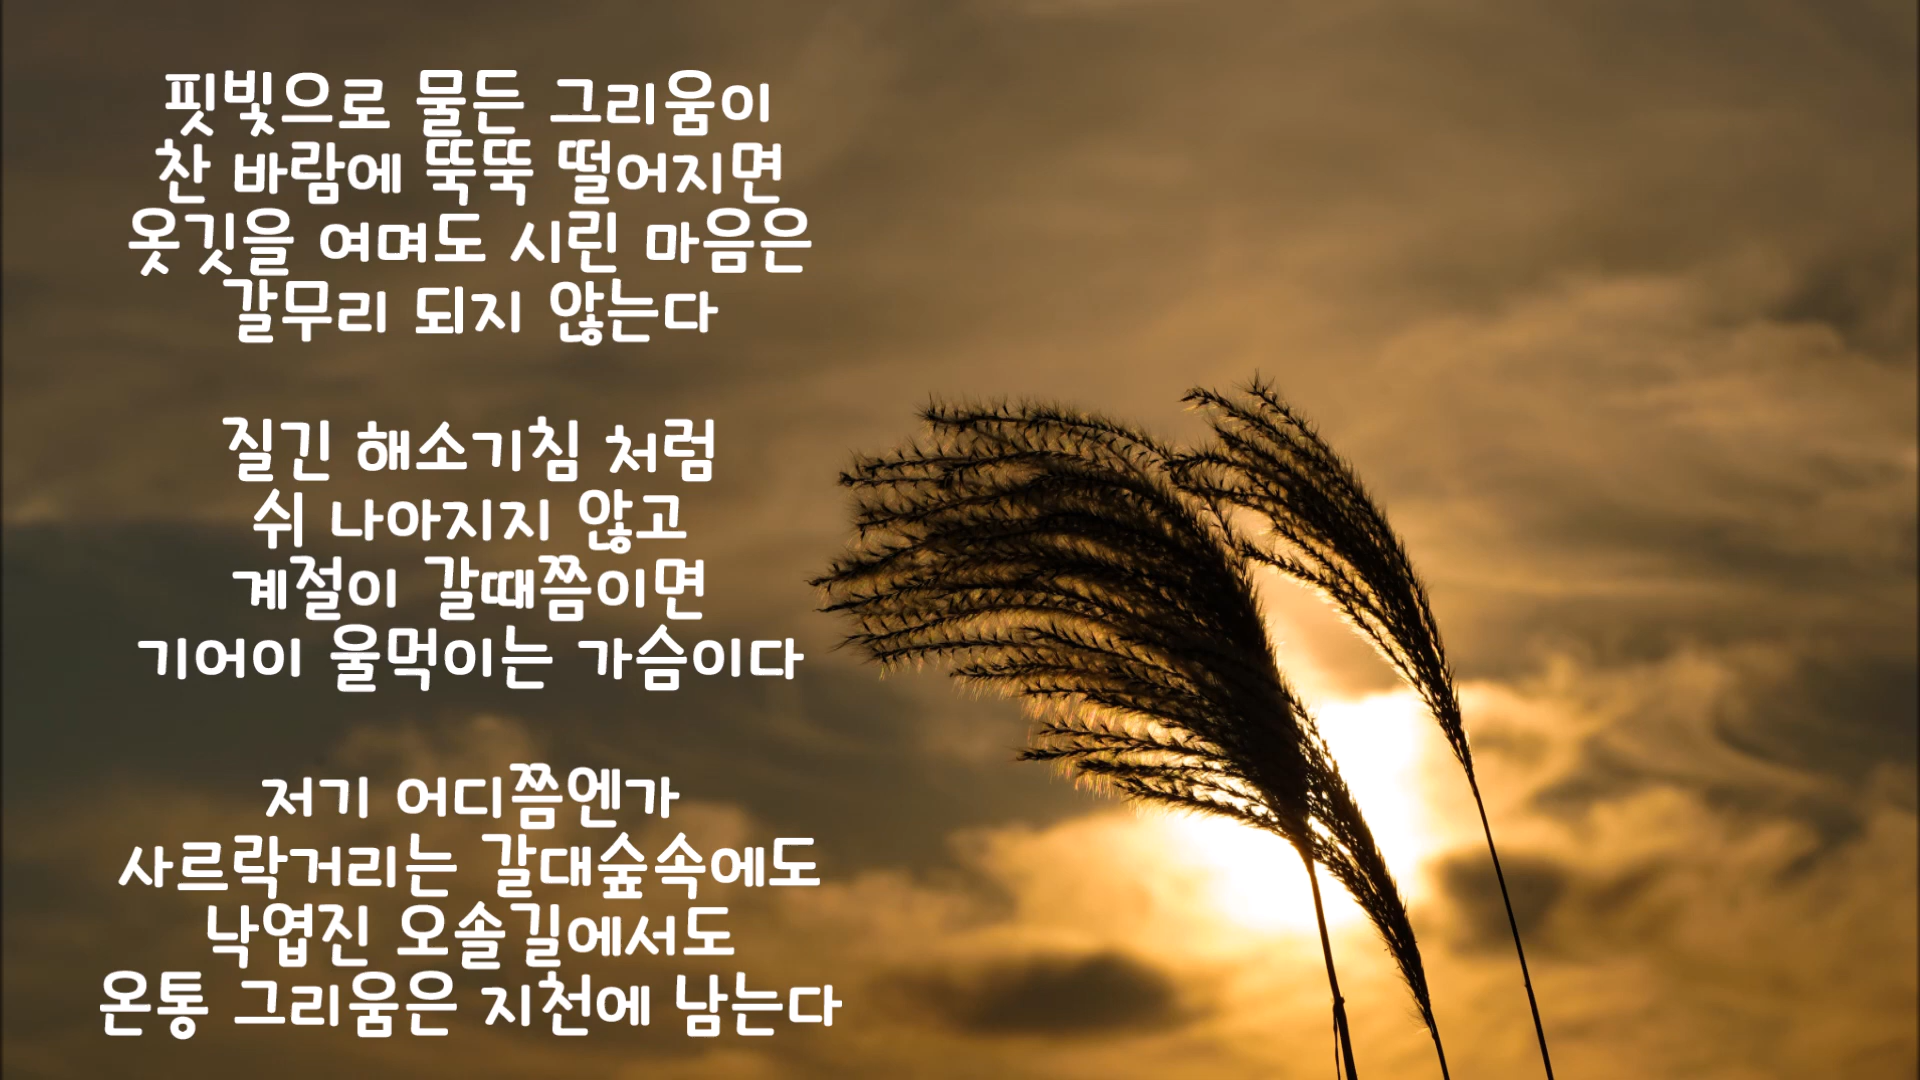 핏빛으로 물든 그리움이
찬 바람에 뚝뚝 떨어지면
옷깃을 여며도 시린 마음은
갈무리 되지 않는다
질긴 해소기침 처럼
쉬 나아지지 않고
계절이 갈때쯤이면
기어이 울먹이는 가슴이다
저기 어디쯤엔가
사르락거리는 갈대숲속에도
낙엽진 오솔길에서도
온통 그리움은 지천에 남는다